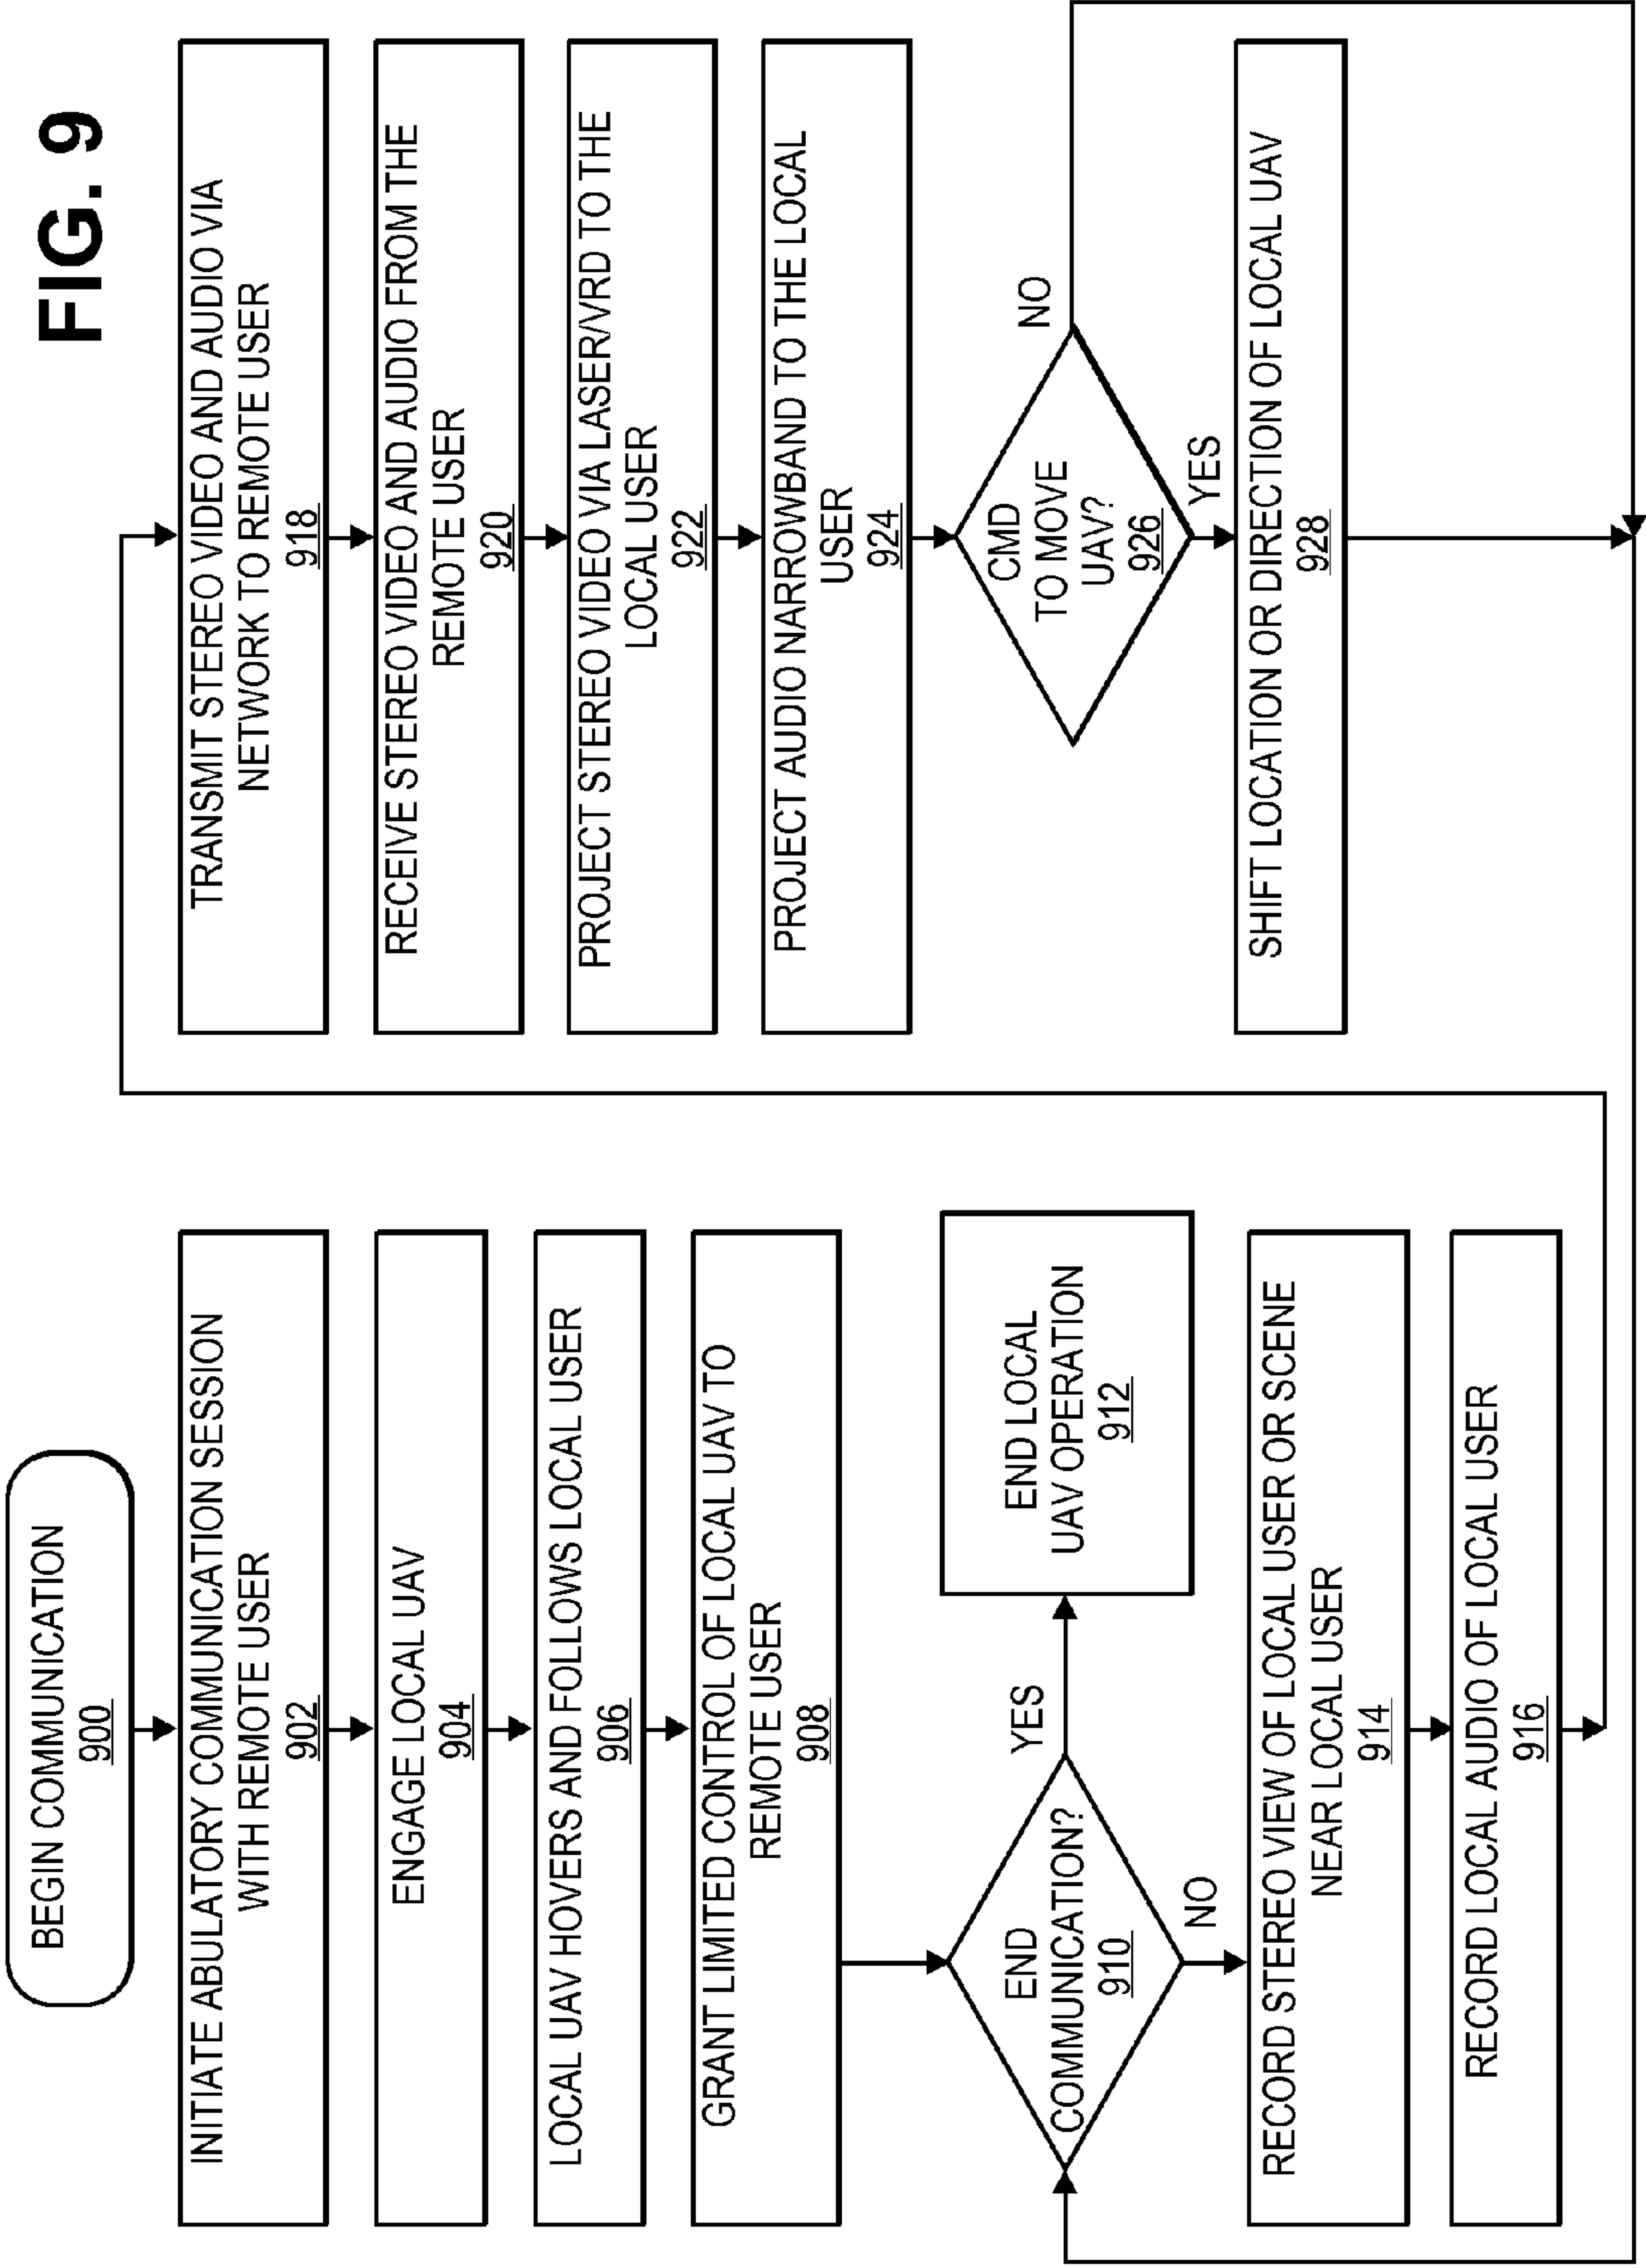 FIG. 9
BEGIN COMMUNICATION
900
INITIATE ABULATORY COMMUNICATION SESSION
WITH REMOTE USER
902
ENGAGE LOCAL UAV
904
LOCAL UAV HOVERS AND FOLLOWS LOCAL USER
906
GRANT LIMITED CONTROL OF LOCAL UAV TO
REMOTE USER
908
END
COMMUNICATION?
910
YES
NO
END LOCAL
UAV OPERATION
912
RECORD STEREO VIEW OF LOCAL USER OR SCENE
NEAR LOCAL USER
914
RECORD LOCAL AUDIO OF LOCAL USER
916
TRANSMIT STEREO VIDEO AND AUDIO VIA
NETWORK TO REMOTE USER
918
RECEIVE STEREO VIDEO AND AUDIO FROM THE
REMOTE USER
920
PROJECT STEREO VIDEO VIA LASER/VRD TO THE
LOCAL USER
922
PROJECT AUDIO NARROWBAND TO THE LOCAL
USER
924
CMD
TO MOVE
UAV?
926
NO
YES
SHIFT LOCATION OR DIRECTION OF LOCAL UAV
928